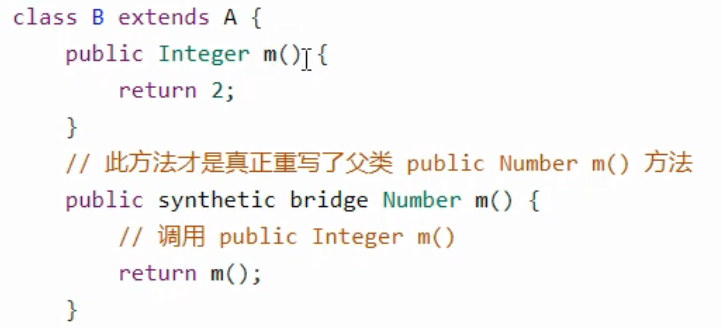 class B extends A {
public Integer m() {
return 2;
}
// 此方法才是真正重写了父类 public Number m() 方法
public synthetic bridge Number m() {
// 调用 public Integer m()
return m();
}